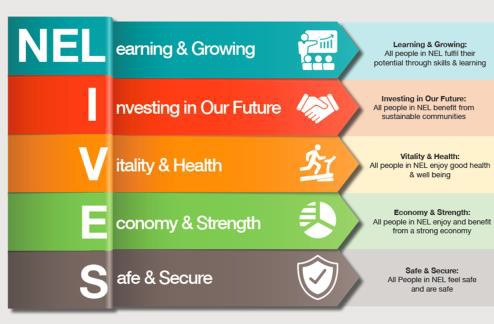 NEL earning & Growing
Learning & Growing:
All people in NEL fulfil their
potential through skills & learning
I nvesting in Our Future
Investing in Our Future:
All people in NEL benefit from
sustainable communities
V itality & Health
Vitality & Health:
All people in NEL enjoy good health
& well being
E conomy & Strength
Economy & Strength:
All people in NEL enjoy and benefit
from a strong economy
S afe & Secure
Safe & Secure:
All People in NEL feel safe
and are safe